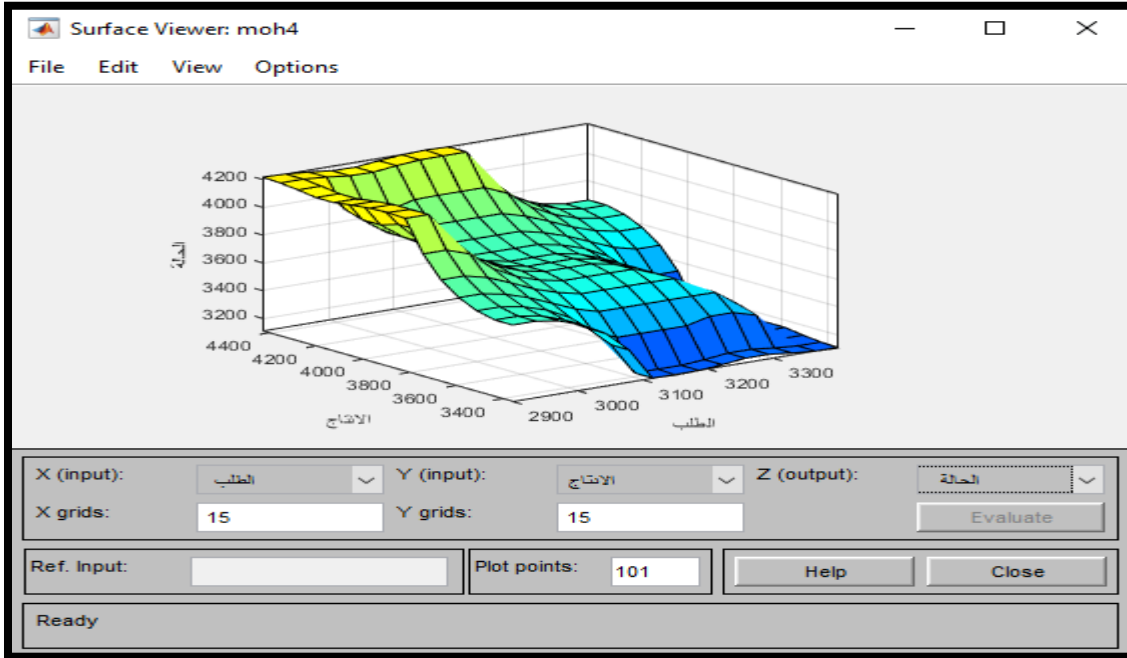 Surface Viewer: moh4
File Edit View Options
4200
4000
3800
3600
3400
3200
الحالة
4400
4200
4000
3800
3600
3400
الانتاج
2900
3000
3100
3200
3300
الطلب
X (input): الطلب Y (input): الانتاج Z (output): الحالة
X grids: 15 Y grids: 15 Evaluate
Ref. Input: Plot points: 101 Help Close
Ready